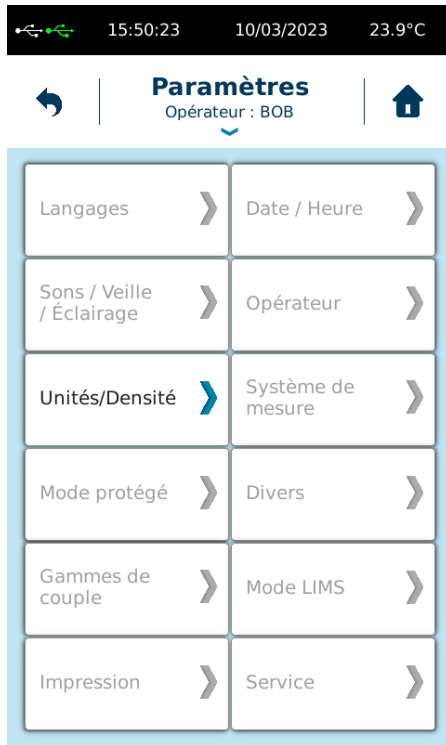 15:50:23 10/03/2023 23.9°C
Paramètres
Opérateur : BOB
Langages
Date / Heure
Sons / Veille
/ Éclairage
Opérateur
Unités/Densité
Système de
mesure
Mode protégé
Divers
Gammes de
couple
Mode LIMS
Impression
Service